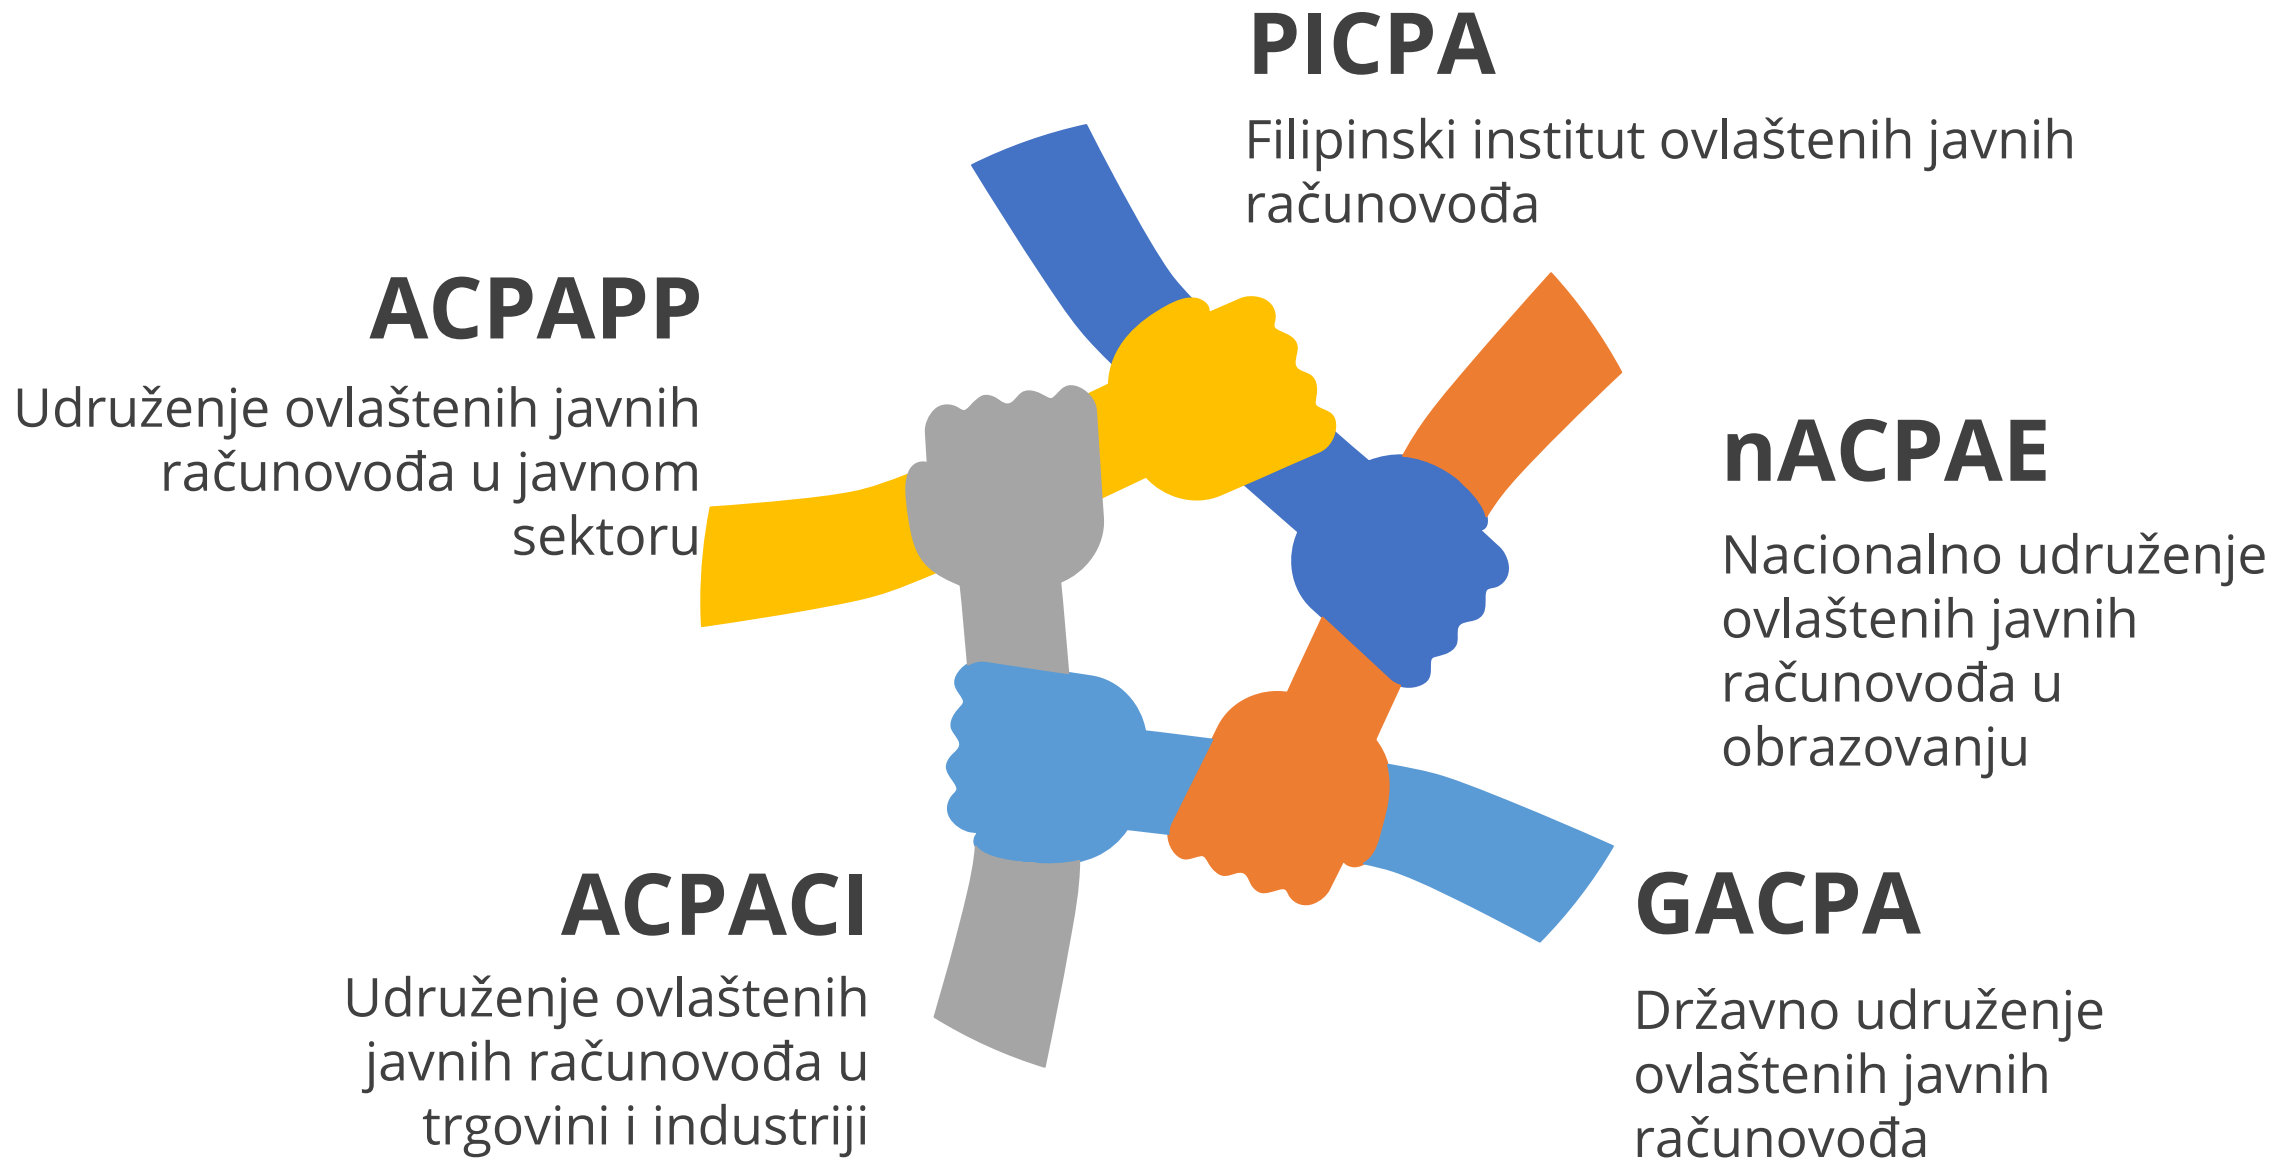 PICPA
Filipinski institut ovlaštenih javnih
računovođa
ACPAPP
Udruženje ovlaštenih javnih
računovođa u javnom
sektoru
nACPAE
Nacionalno udruženje
ovlaštenih javnih
računovođa u
obrazovanju
ACPACI
Udruženje ovlaštenih
javnih računovođa u
trgovini i industriji
GACPA
Državno udruženje
ovlaštenih javnih
računovođa